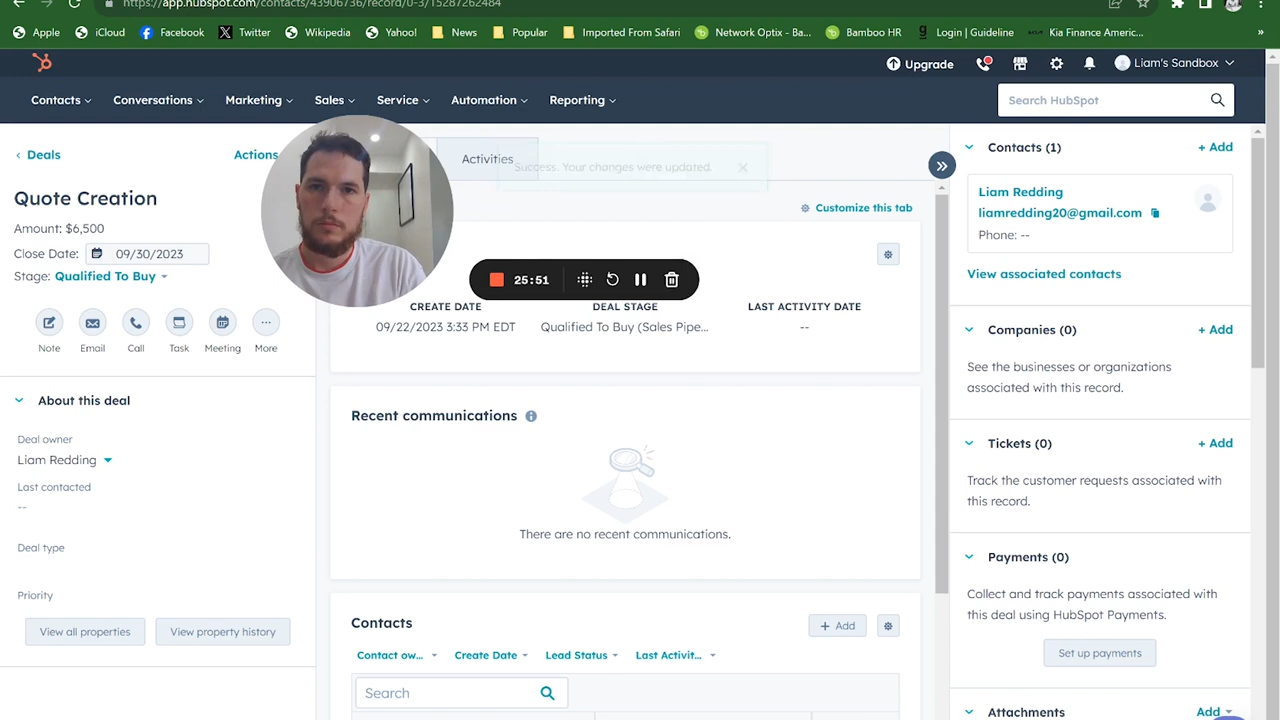 https://app.hubspot.com/contacts/43906736/record/0-3/15287262484
Apple
iCloud
Facebook
Twitter
Wikipedia
Yahoo!
News
Popular
Imported From Safari
Network Optix - Ba...
Bamboo HR
Login | Guideline
Kia Finance Americ...
»
Upgrade
Liam's Sandbox
Contacts
Conversations
Marketing
Sales
Service
Automation
Reporting
Search HubSpot
Deals
Actions
Quote Creation
Amount: $6,500
Close Date: 09/30/2023
Stage: Qualified To Buy
Note
Email
Call
Task
Meeting
More
About this deal
Deal owner
Liam Redding
Last contacted
--
Deal type
Priority
View all properties
View property history
Activities
Success. Your changes were updated.
Customize this tab
25:51
CREATE DATE
09/22/2023 3:33 PM EDT
DEAL STAGE
Qualified To Buy (Sales Pipe...
LAST ACTIVITY DATE
--
Recent communications
There are no recent communications.
Contacts
+ Add
Contact ow...
Create Date
Lead Status
Last Activit...
Search
Contacts (1)
+ Add
Liam Redding
liamredding20@gmail.com
Phone: --
View associated contacts
Companies (0)
+ Add
See the businesses or organizations
associated with this record.
Tickets (0)
+ Add
Track the customer requests associated with
this record.
Payments (0)
Collect and track payments associated with
this deal using HubSpot Payments.
Set up payments
Attachments
Add